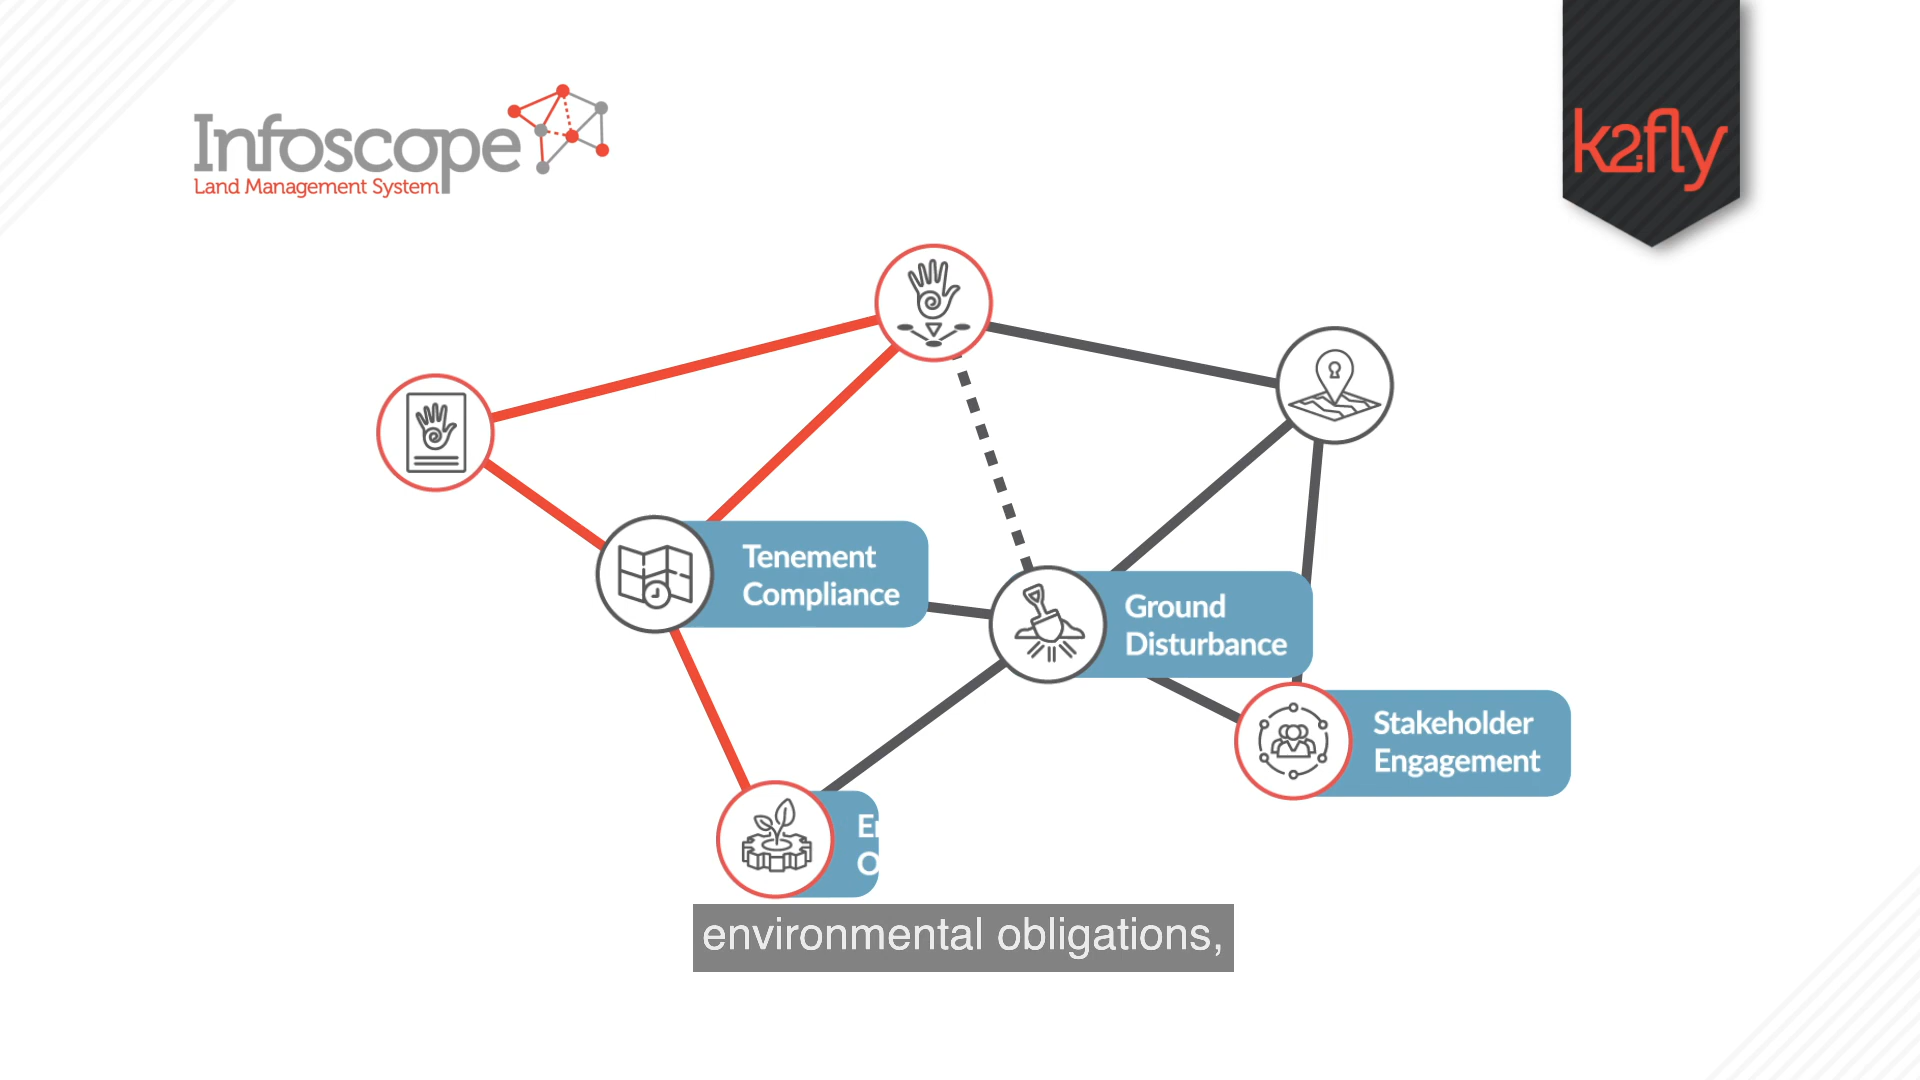 Infoscope
Land Management System
k2fly
Tenement
Compliance
Ground
Disturbance
Stakeholder
Engagement
environmental obligations,